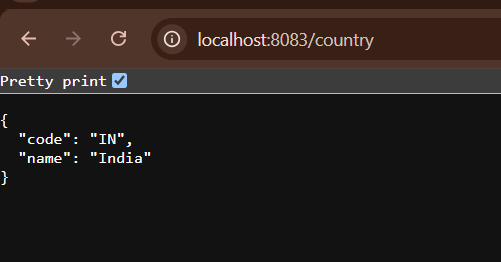 localhost:8083/country
Pretty print
{
  "code": "IN",
  "name": "India"
}